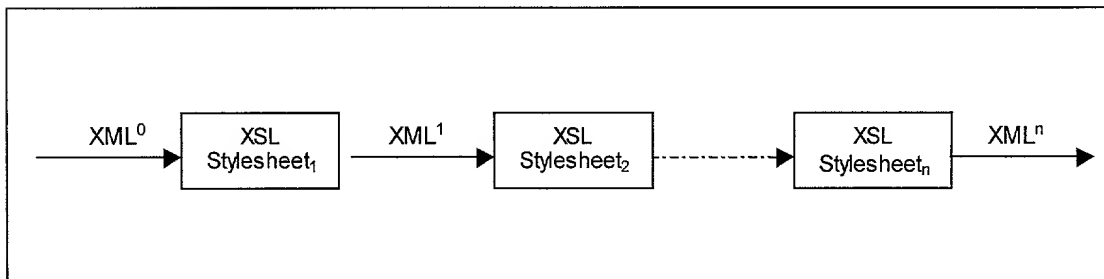 XML⁰
XSL
Stylesheet₁
XML¹
XSL
Stylesheet₂
XSL
Stylesheetₙ
XMLⁿ